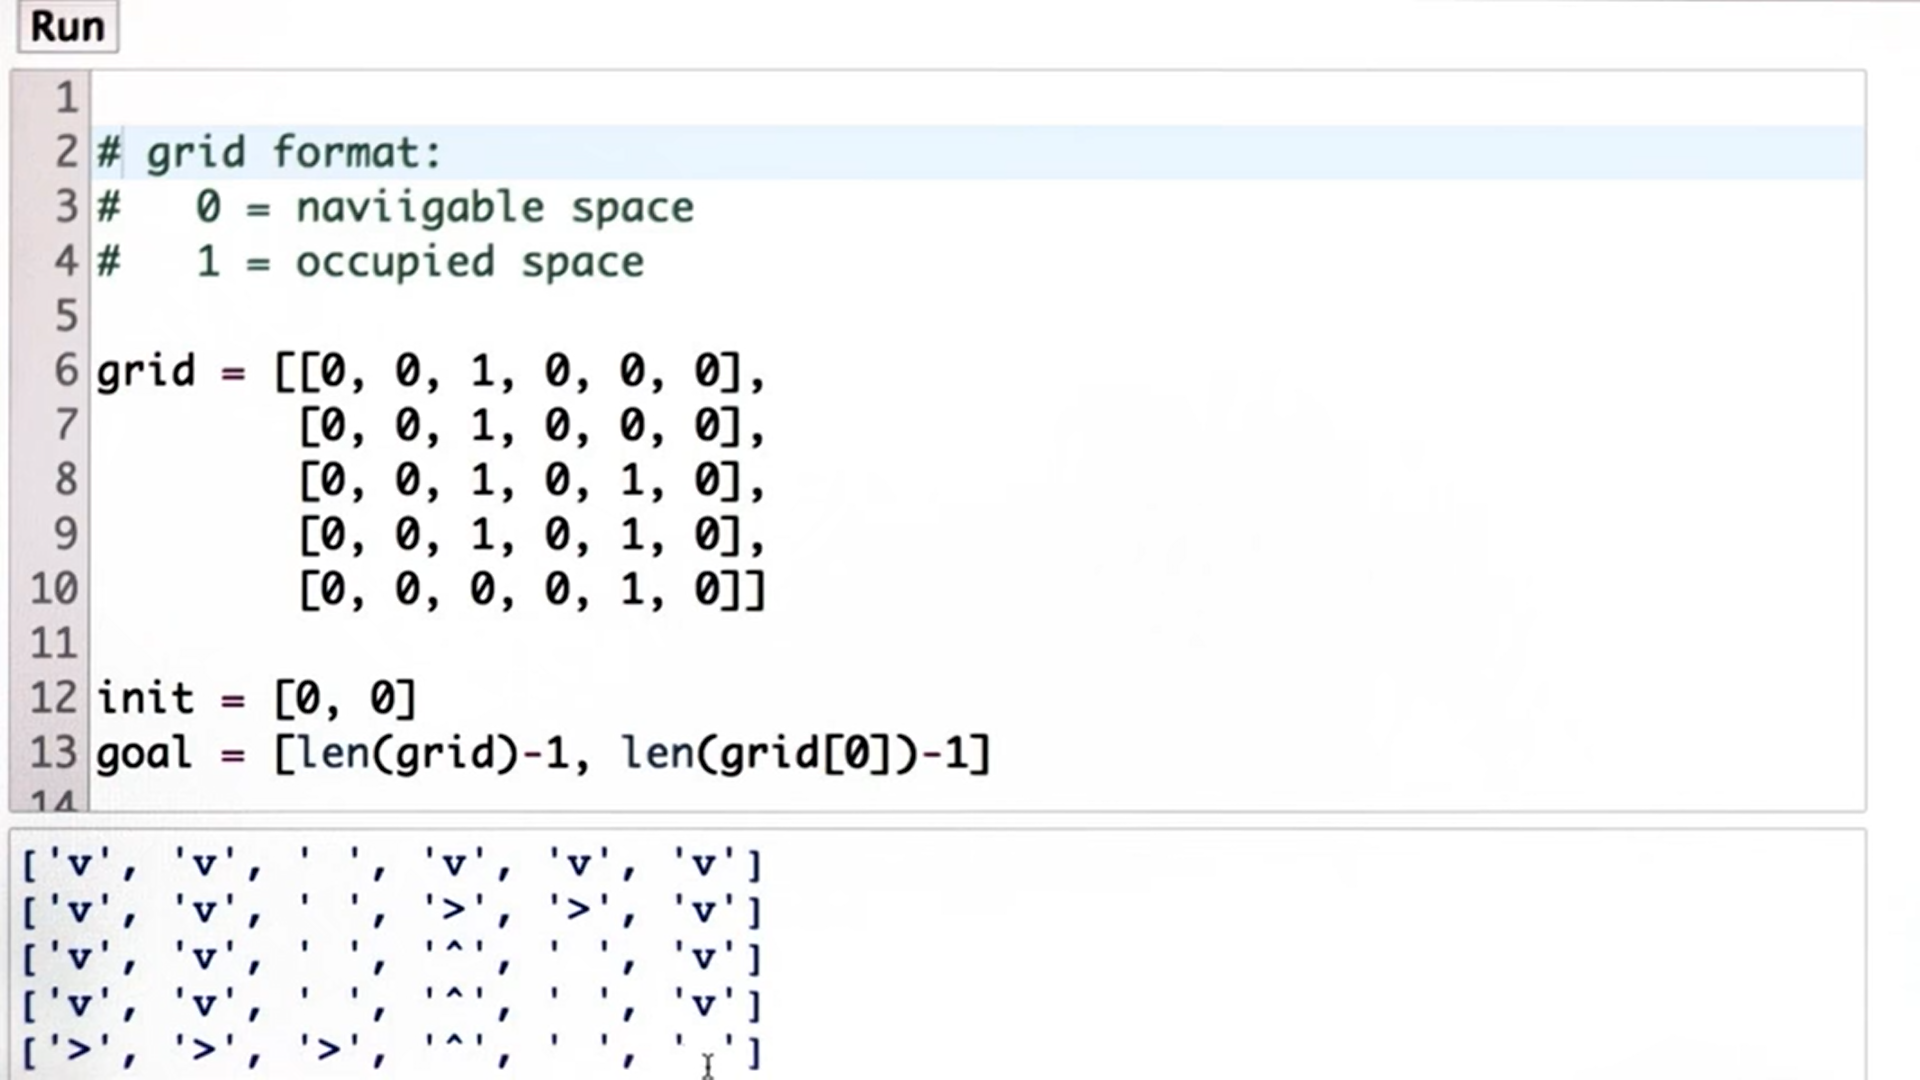 Run
1
2 # grid format:
3 #   0 = naviigable space
4 #   1 = occupied space
5
6 grid = [[0, 0, 1, 0, 0, 0],
7         [0, 0, 1, 0, 0, 0],
8         [0, 0, 1, 0, 1, 0],
9         [0, 0, 1, 0, 1, 0],
10         [0, 0, 0, 0, 1, 0]]
11
12 init = [0, 0]
13 goal = [len(grid)-1, len(grid[0])-1]
14
['v', 'v', ' ', 'v', 'v', 'v']
['v', 'v', ' ', '>', '>', 'v']
['v', 'v', ' ', '^', ' ', 'v']
['v', 'v', ' ', '^', ' ', 'v']
['>', '>', '>', '^', ' ', ' ']